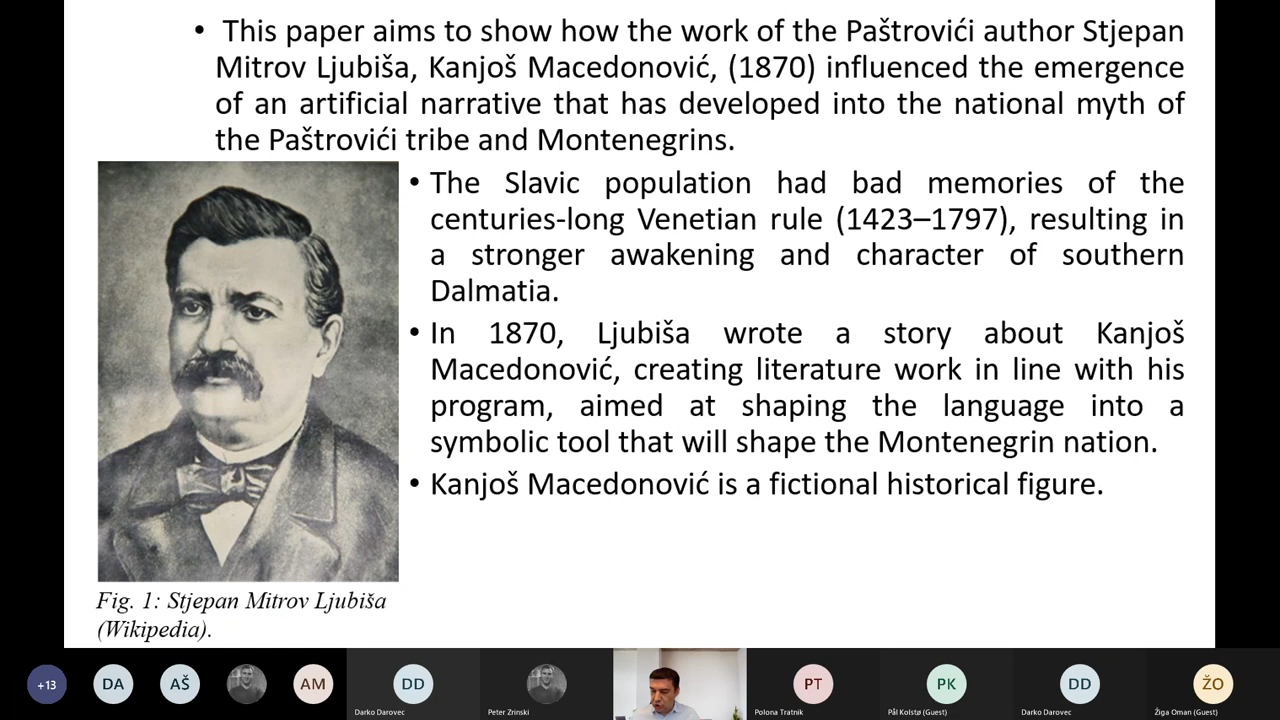 • This paper aims to show how the work of the Paštrovići author Stjepan
Mitrov Ljubiša, Kanjoš Macedonović, (1870) influenced the emergence
of an artificial narrative that has developed into the national myth of
the Paštrovići tribe and Montenegrins.
• The Slavic population had bad memories of the
centuries-long Venetian rule (1423–1797), resulting in
a stronger awakening and character of southern
Dalmatia.
• In 1870, Ljubiša wrote a story about Kanjoš
Macedonović, creating literature work in line with his
program, aimed at shaping the language into a
symbolic tool that will shape the Montenegrin nation.
• Kanjoš Macedonović is a fictional historical figure.
Fig. 1: Stjepan Mitrov Ljubiša
(Wikipedia).
+13
DA
AŠ
AM
DD
Darko Darovec
Peter Zrinski
PT
Polona Tratnik
PK
Pål Kolstø (Guest)
DD
Darko Darovec
ŽO
Žiga Oman (Guest)